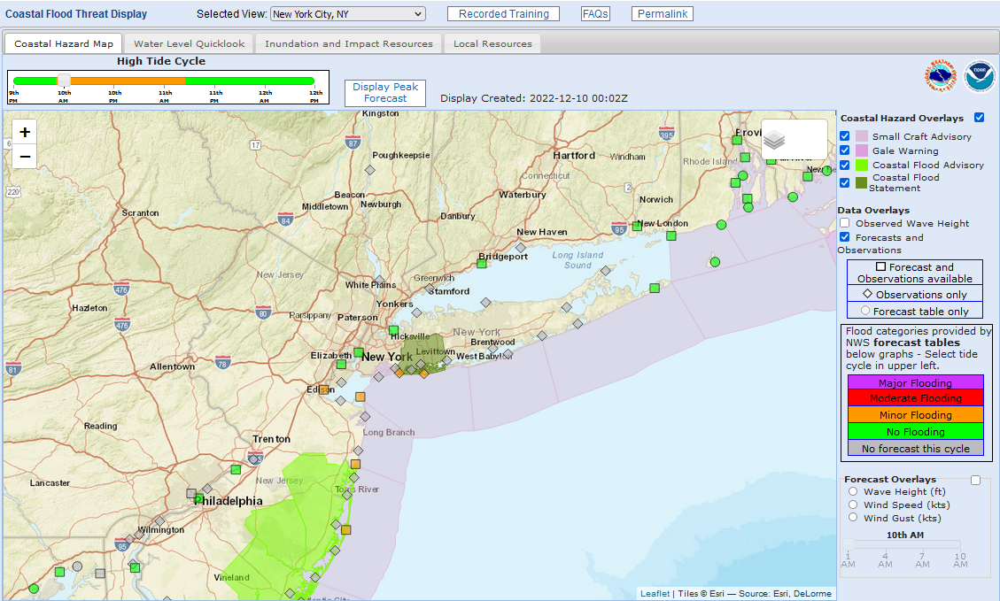 Coastal Flood Threat Display
Selected View: New York City, NY
Recorded Training
FAQs
Permalink
Coastal Hazard Map
Water Level Quicklook
Inundation and Impact Resources
Local Resources
High Tide Cycle
9th PM
10th AM
10th PM
11th AM
11th PM
12th AM
12th PM
Display Peak
Forecast
Display Created: 2022-12-10 00:02Z
+
−
Kingston
87
17
6
395
Hartford
Windham
Rhode Island
Poughkeepsie
Connecticut
220
Beacon
Newburgh
Middletown
Waterbury
2
Norwich
Scranton
84
Danbury
New Haven
95
New London
Bridgeport
Long Island
Sound
New Jersey
Greenwich
White Plains
Stamford
476
Yonkers
Hazleton
80
Parsippany
Paterson
476
Hicksville
New York
Brentwood
Levittown
Elizabeth
New York
West Babylon
81
Allentown
78
Edison
Reading
Long Branch
Trenton
95
New Jersey
Toms River
Lancaster
Philadelphia
Wilmington
95
Vineland
Atlantic City
Leaflet | Tiles © Esri — Source: Esri, DeLorme
Coastal Hazard Overlays
Small Craft Advisory
Gale Warning
Coastal Flood Advisory
Coastal Flood
Statement
Data Overlays
Observed Wave Height
Forecasts and
Observations
Forecast and
Observations available
Observations only
Forecast table only
Flood categories provided by
NWS forecast tables
below graphs - Select tide
cycle in upper left.
Major Flooding
Moderate Flooding
Minor Flooding
No Flooding
No forecast this cycle
Forecast Overlays
Wave Height (ft)
Wind Speed (kts)
Wind Gust (kts)
10th AM
1 AM
4 AM
7 AM
10 AM